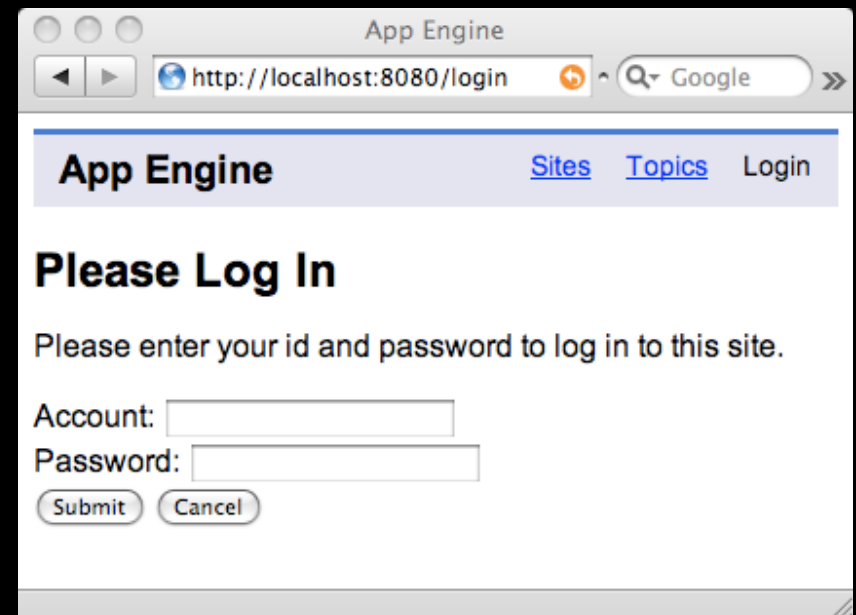 App Engine
http://localhost:8080/login Google
App Engine Sites Topics Login
Please Log In
Please enter your id and password to log in to this site.
Account:
Password:
Submit Cancel